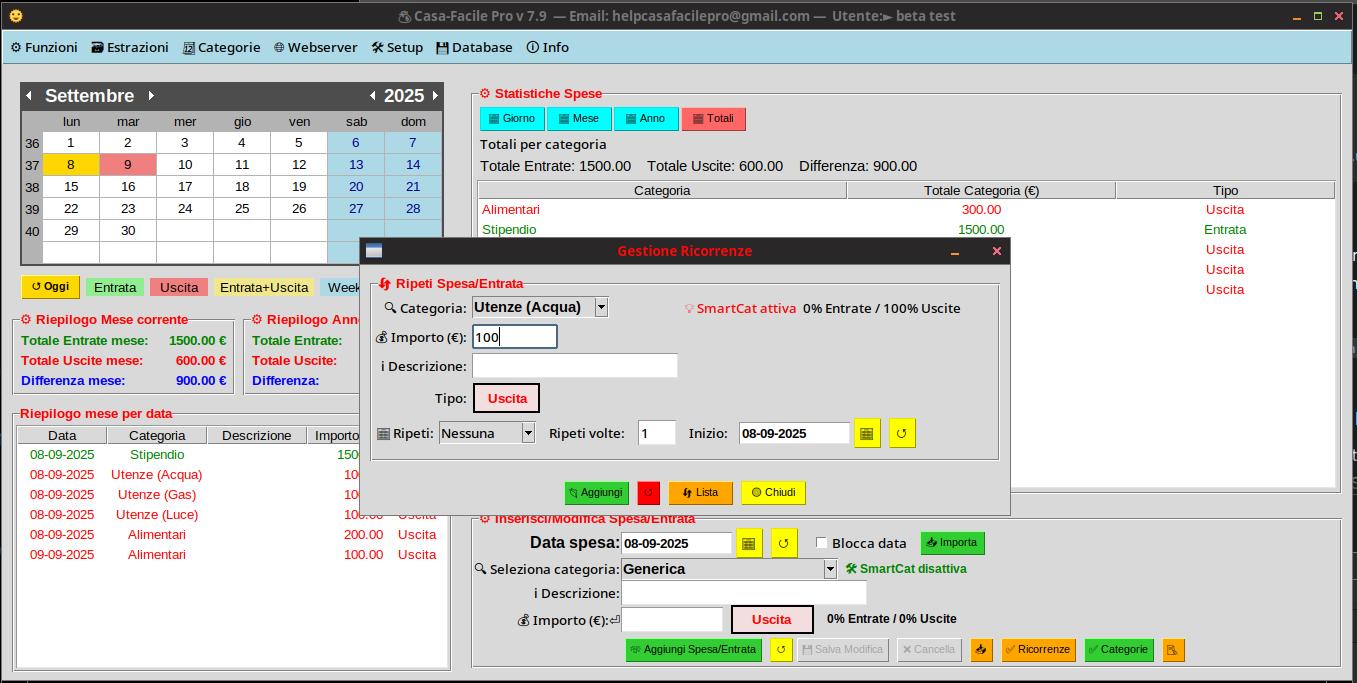 Casa-Facile Pro v 7.9 — Email: helpcasafacilepro@gmail.com — Utente:► beta test
Funzioni Estrazioni Categorie Webserver Setup Database Info
Settembre 2025
lun mar mer gio ven sab dom
36 1 2 3 4 5 6 7
37 8 9 10 11 12 13 14
38 15 16 17 18 19 20 21
39 22 23 24 25 26 27 28
40 29 30
↺ Oggi Entrata Uscita Entrata+Uscita Week
Riepilogo Mese corrente
Totale Entrate mese: 1500.00 €
Totale Uscite mese: 600.00 €
Differenza mese: 900.00 €
Riepilogo Ann
Totale Entrate:
Totale Uscite:
Differenza:
Riepilogo mese per data
Data Categoria Descrizione Importo
08-09-2025 Stipendio 150
08-09-2025 Utenze (Acqua) 10
08-09-2025 Utenze (Gas) 10
08-09-2025 Utenze (Luce) 100.00 Uscita
08-09-2025 Alimentari 200.00 Uscita
09-09-2025 Alimentari 100.00 Uscita
Statistiche Spese
Giorno Mese Anno Totali
Totali per categoria
Totale Entrate: 1500.00 Totale Uscite: 600.00 Differenza: 900.00
Categoria Totale Categoria (€) Tipo
Alimentari 300.00 Uscita
Stipendio 1500.00 Entrata
Uscita
Uscita
Uscita
Gestione Ricorrenze
Ripeti Spesa/Entrata
Categoria: Utenze (Acqua) SmartCat attiva 0% Entrate / 100% Uscite
Importo (€): 100
i Descrizione:
Tipo: Uscita
Ripeti: Nessuna Ripeti volte: 1 Inizio: 08-09-2025 ↺
Aggiungi ↺ Lista Chiudi
Inserisci/Modifica Spesa/Entrata
Data spesa: 08-09-2025 ↺ Blocca data Importa
Seleziona categoria: Generica SmartCat disattiva
i Descrizione:
Importo (€):⏎ Uscita 0% Entrate / 0% Uscite
Aggiungi Spesa/Entrata ↺ Salva Modifica Cancella Ricorrenze Categorie